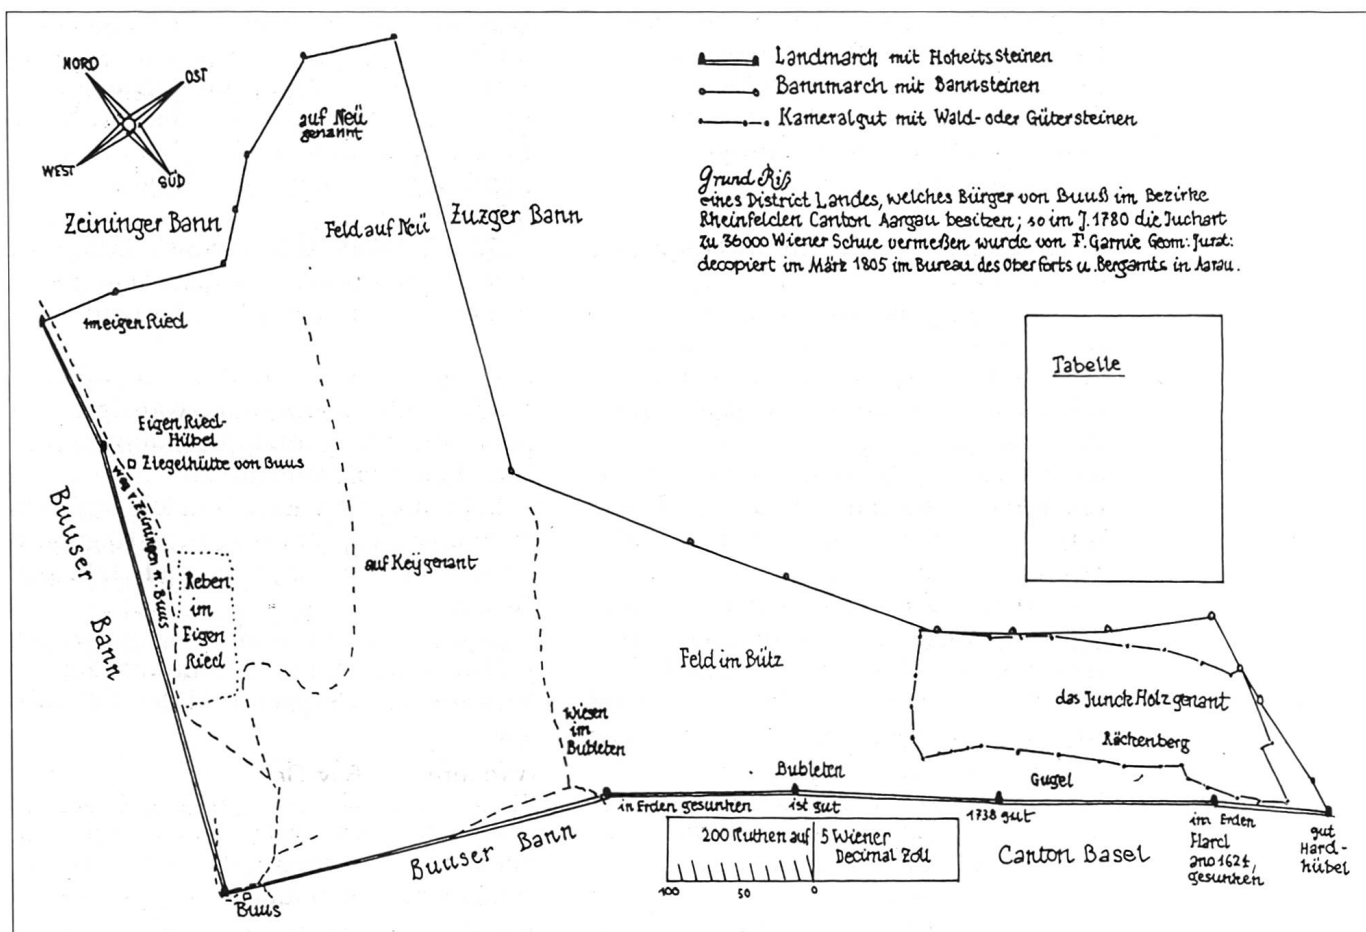 NORD
OST
WEST
SÜD
Landmarch mit Hoheitssteinen
Bannmarch mit Bannsteinen
Kameralgut mit Wald- oder Gütersteinen
Grund Riß
eines District Landes, welches Bürger von Buuß im Bezirke
Rheinfelden Canton Aargau besitzen; so im J. 1780 die Juchart
zu 36000 Wiener Schue vermeßen wurde von F. Garnie Geom: Jurat:
decopiert im März 1805 im Bureau des Oberforts u. Bergamts in Aarau.
auf Neü
genannt
Zeininger Bann
Feld auf Neü
Zuzger Bann
im eigen Ried
Tabelle
Eigen Ried-
Hübel
Ziegelhütte von Buus
Weg v. Zeiningen n. Buus
Buuser Bann
Reben
im
Eigen
Ried
auf Keÿ genant
Feld im Bütz
Wiesen
im
Bubleten
das Junck Holz genant
Rächenberg
Gugel
Bubleten
in Erden gesunken
ist gut
1738 gut
im Erden
Hard
ano 1624,
gesunken
gut
Hard-
hübel
Buuser Bann
200 Ruthen auf 5 Wiener
Decimal Zoll
100 50 0
Canton Basel
Buus